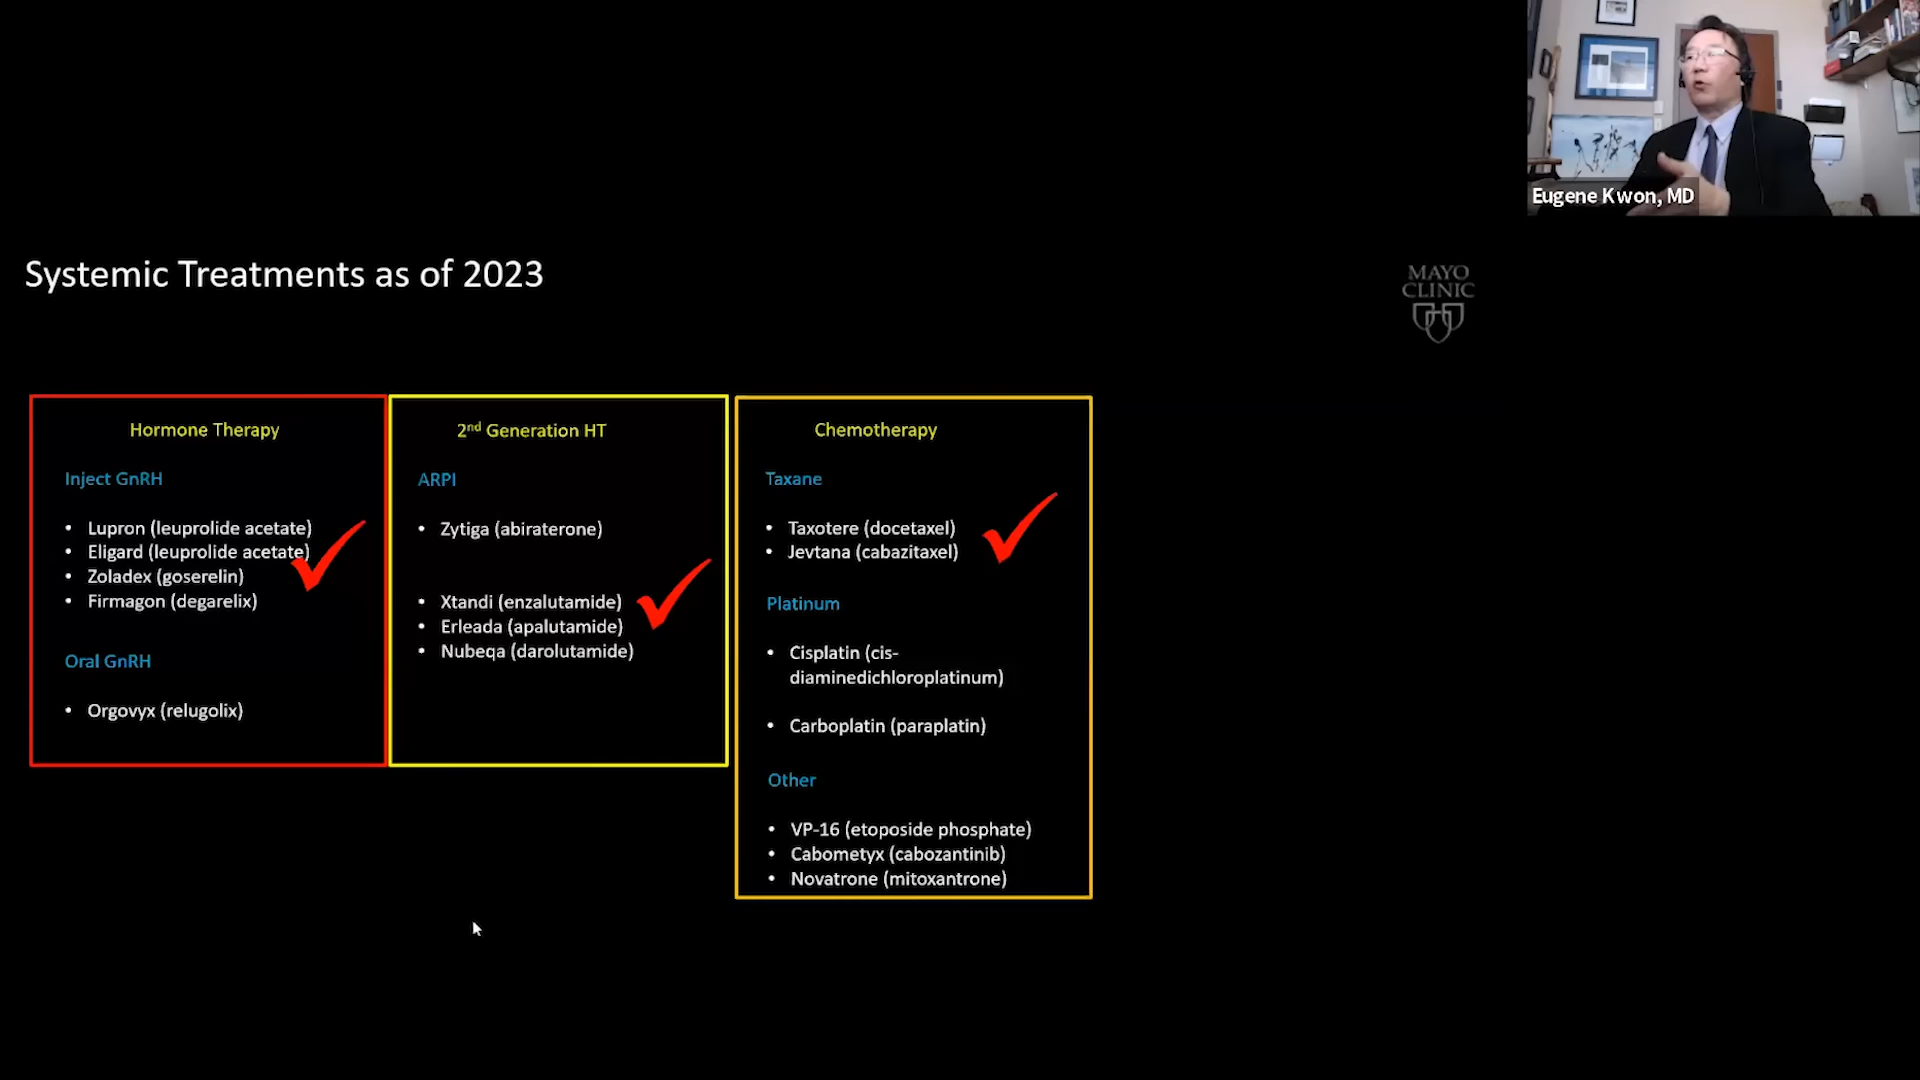 Eugene Kwon, MD
Systemic Treatments as of 2023
MAYO
CLINIC
Hormone Therapy
Inject GnRH
• Lupron (leuprolide acetate)
• Eligard (leuprolide acetate)
• Zoladex (goserelin)
• Firmagon (degarelix)
Oral GnRH
• Orgovyx (relugolix)
2nd Generation HT
ARPI
• Zytiga (abiraterone)
• Xtandi (enzalutamide)
• Erleada (apalutamide)
• Nubeqa (darolutamide)
Chemotherapy
Taxane
• Taxotere (docetaxel)
• Jevtana (cabazitaxel)
Platinum
• Cisplatin (cis-
diaminedichloroplatinum)
• Carboplatin (paraplatin)
Other
• VP-16 (etoposide phosphate)
• Cabometyx (cabozantinib)
• Novatrone (mitoxantrone)